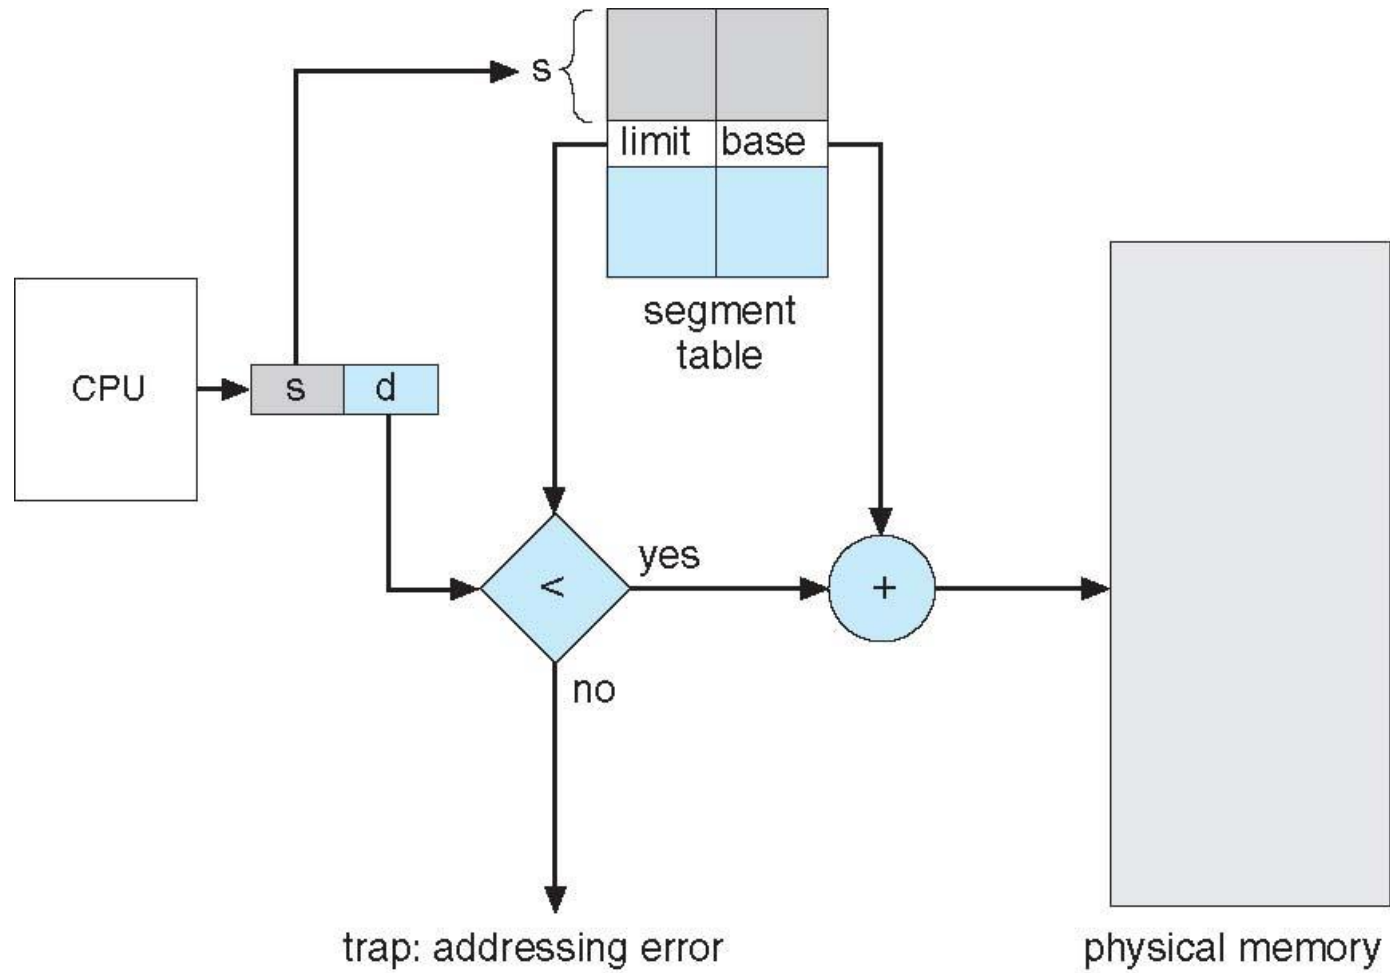 s
limit base
segment
table
CPU
s d
yes
<
+
no
trap: addressing error
physical memory